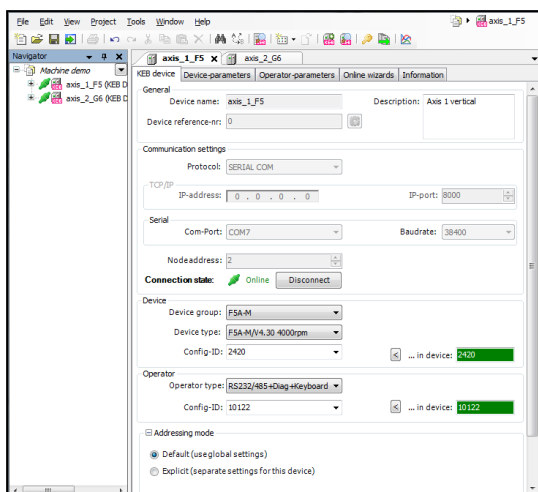 File Edit View Project Tools Window Help
axis_1_F5
Navigator
axis_1_F5 x axis_2_G6
Machine demo
axis_1_F5 (KEB D
axis_2_G6 (KEB D
KEB device Device-parameters Operator-parameters Online wizards Information
General
Device name: axis_1_F5 Description: Axis 1 vertical
Device reference-nr: 0
Communication settings
Protocol: SERIAL COM
TCP/IP
IP-address: 0 . 0 . 0 . 0 IP-port: 8000
Serial
Com-Port: COM7 Baudrate: 38400
Nodeaddress: 2
Connection state: Online Disconnect
Device
Device group: F5A-M
Device type: F5A-M/V4.30 4000rpm
Config-ID: 2420 < ... in device: 2420
Operator
Operator type: RS232/485+Diag+Keyboard
Config-ID: 10122 < ... in device: 10122
Addressing mode
Default (use global settings)
Explicit (separate settings for this device)